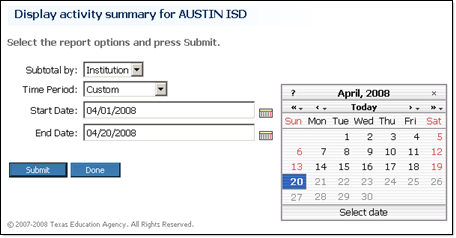 Display activity summary for AUSTIN ISD
Select the report options and press Submit.
Subtotal by: Institution
Time Period: Custom
Start Date: 04/01/2008
End Date: 04/20/2008
Submit Done
© 2007-2008 Texas Education Agency. All Rights Reserved.
? April, 2008 ×
« ‹ Today › »
Sun Mon Tue Wed Thu Fri Sat
1 2 3 4 5
6 7 8 9 10 11 12
13 14 15 16 17 18 19
20 21 22 23 24 25 26
27 28 29 30
Select date